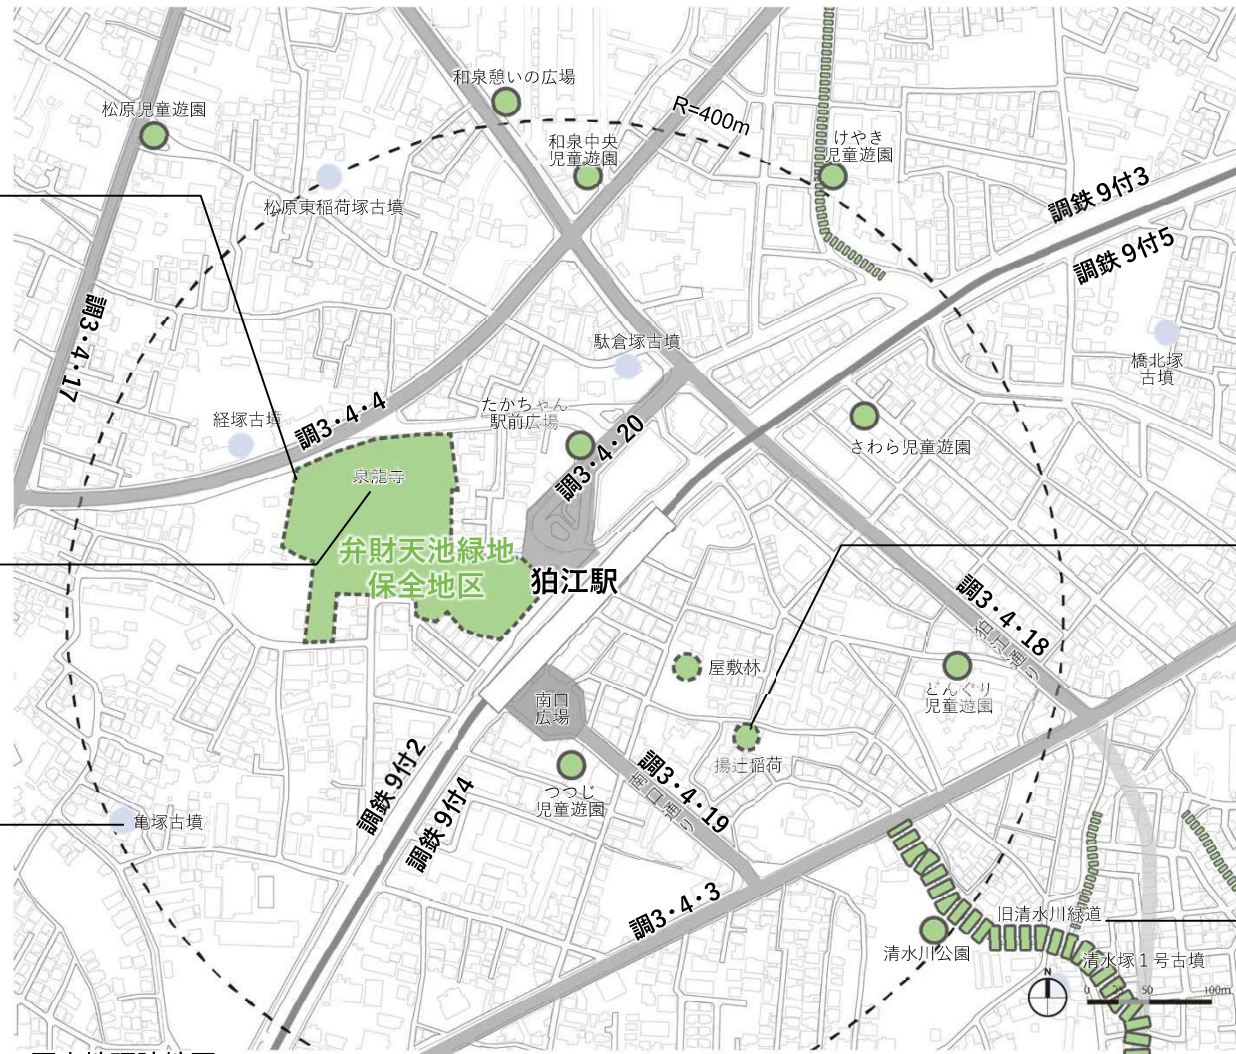 和泉憩いの広場
松原児童遊園
R=400m
和泉中央
児童遊園
けやき
児童遊園
松原東稲荷塚古墳
調鉄9付3
調鉄9付5
調3・4・17
駄倉塚古墳
橋北塚
古墳
経塚古墳
調3・4・4
たかちゃん
駅前広場
調3・4・20
さわら児童遊園
泉龍寺
弁財天池緑地
保全地区
狛江駅
調3・4・18
狛江通り
屋敷林
どんぐり
児童遊園
南口
広場
揚辻稲荷
調鉄9付2
調鉄9付4
つつじ
児童遊園
調3・4・19
南口通り
亀塚古墳
調3・4・3
旧清水川緑道
清水川公園
清水塚1号古墳
N
0
50
100m